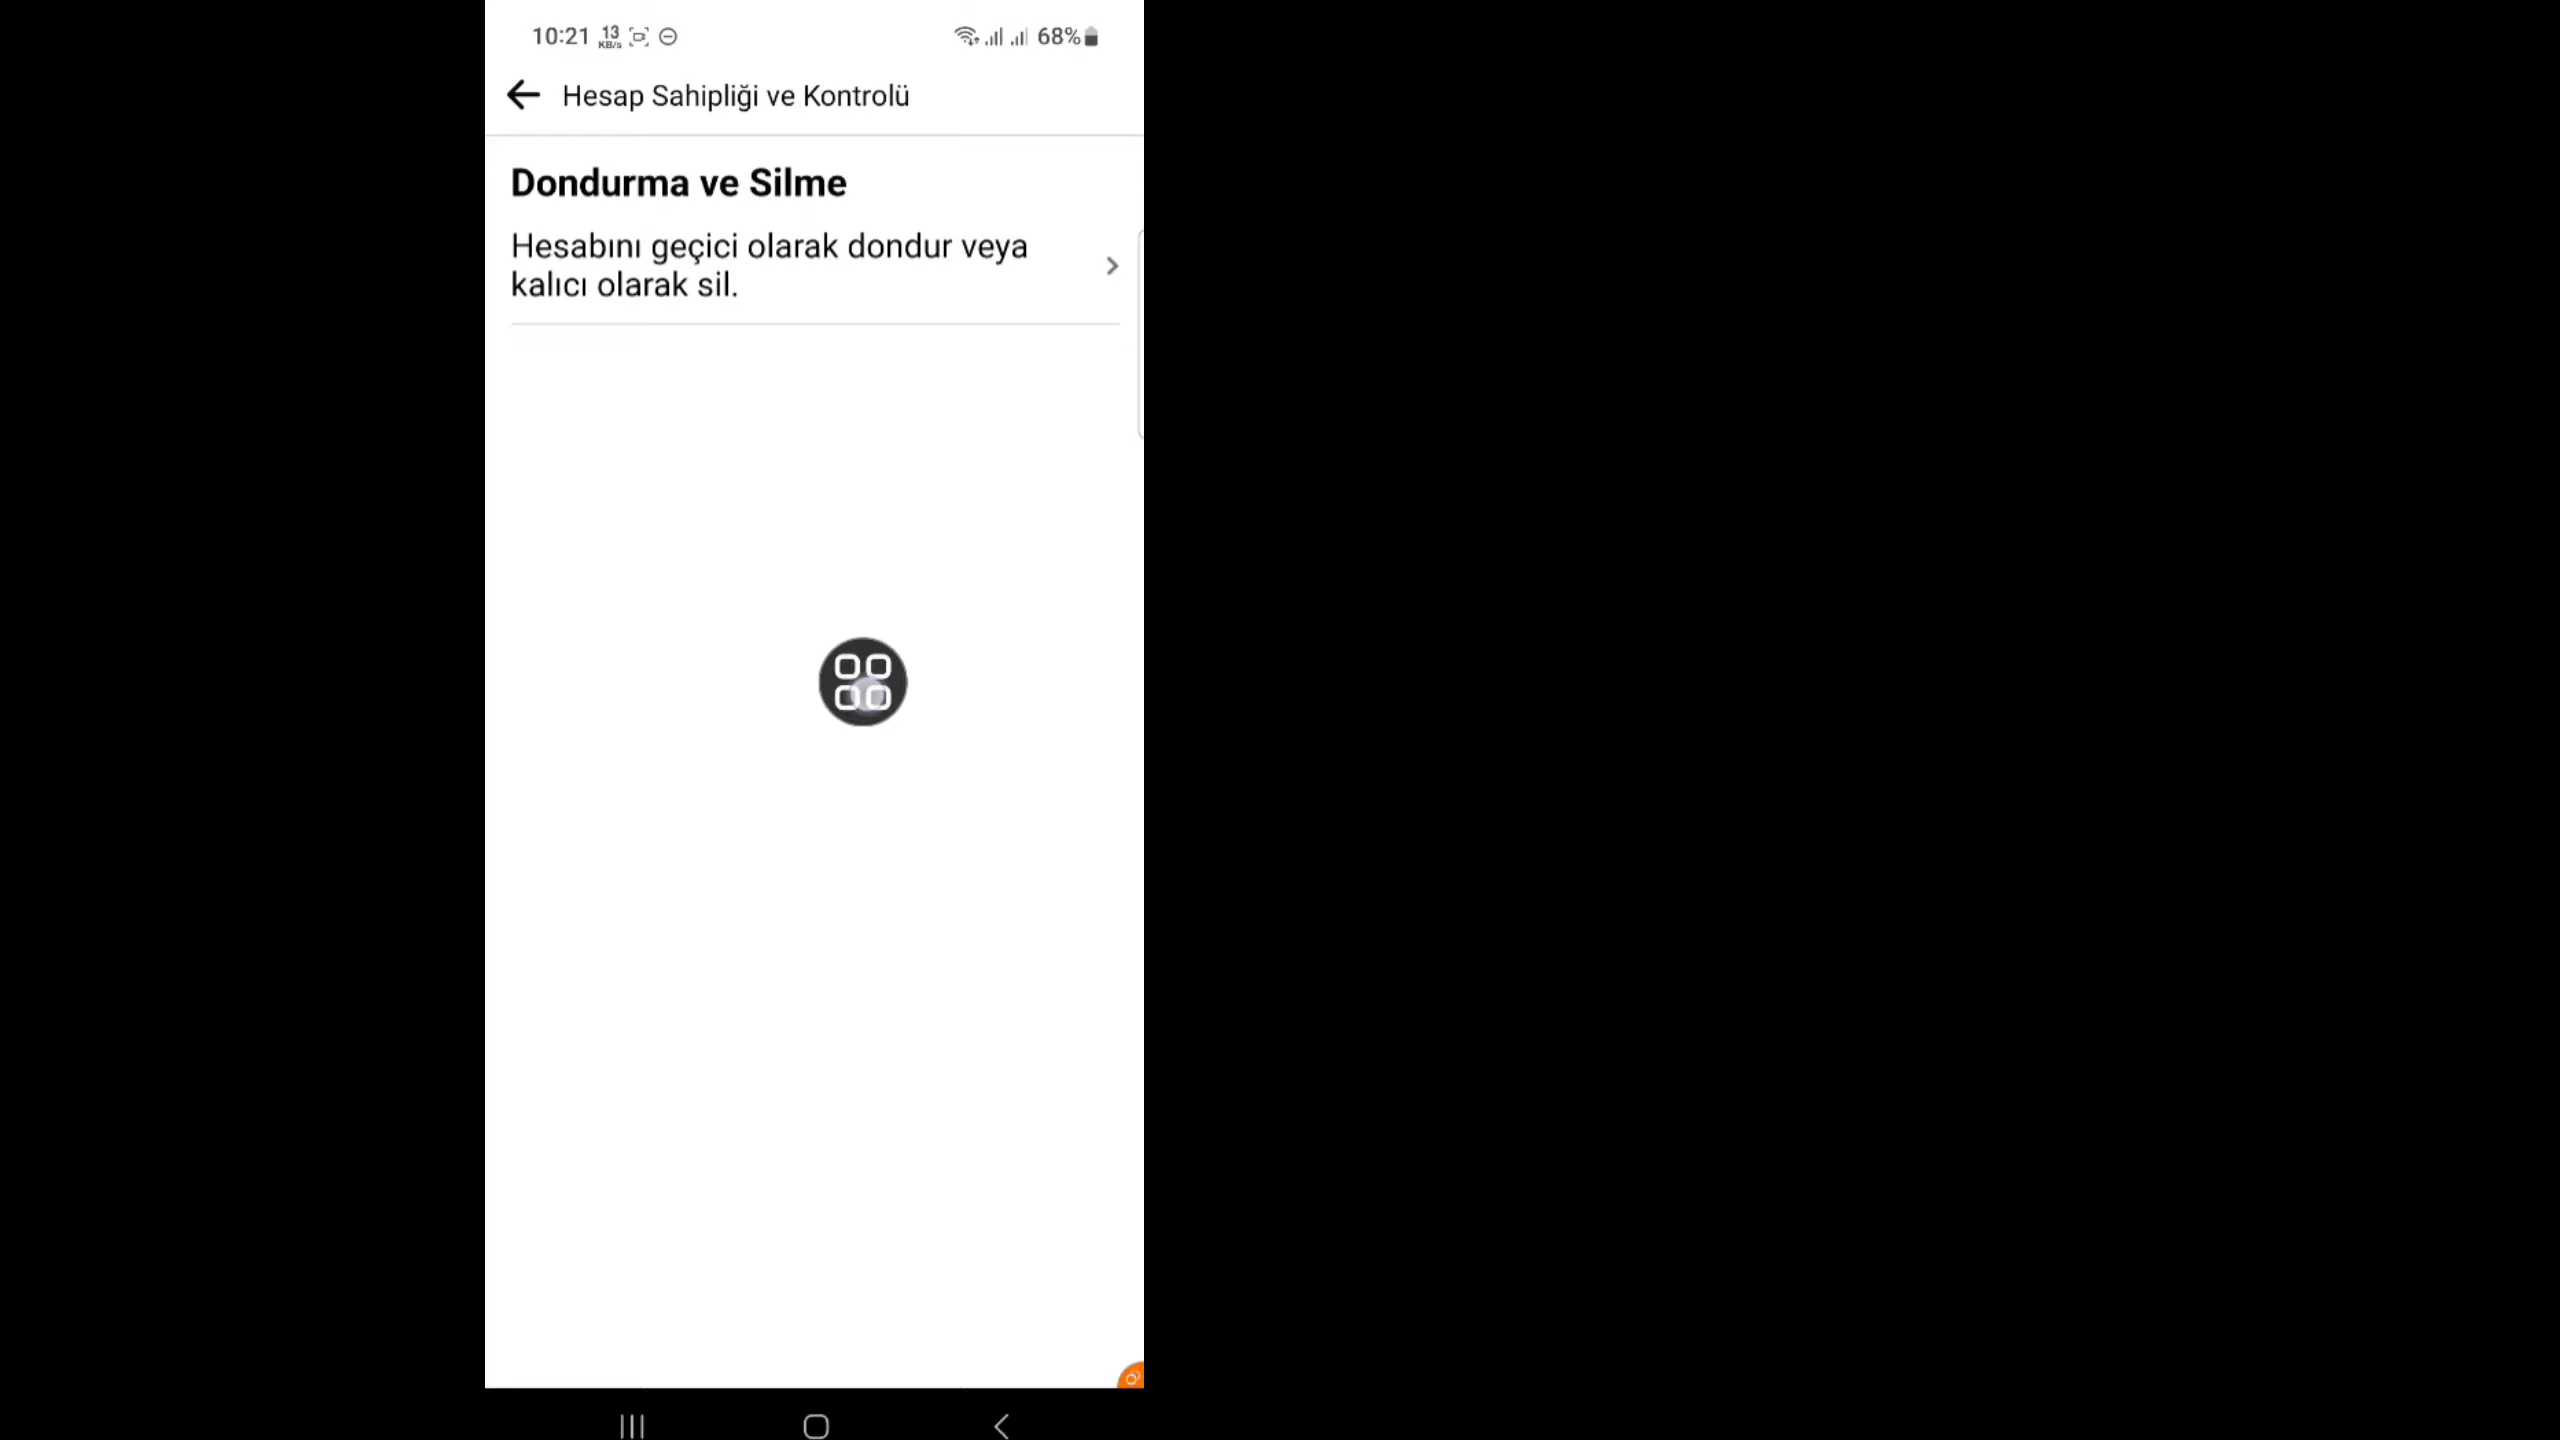 10:21 13 KB/s 68%
Hesap Sahipliği ve Kontrolü
Dondurma ve Silme
Hesabını geçici olarak dondur veya
kalıcı olarak sil.